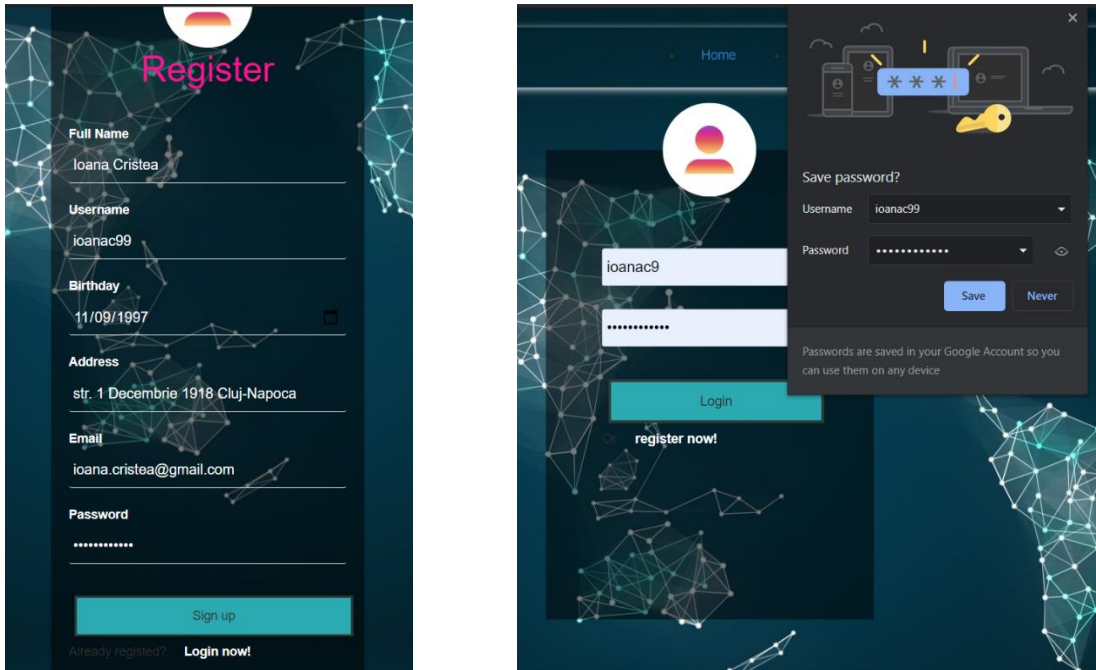 Register
Full Name
Ioana Cristea
Username
ioanac99
Birthday
11/09/1997
Address
str. 1 Decembrie 1918 Cluj-Napoca
Email
ioana.cristea@gmail.com
Password
••••••••••••
Sign up
Already registed? Login now!
Home
ioanac9
••••••••••••
Login
Or register now!
***
Save password?
Username ioanac99
Password ••••••••••••
Save Never
Passwords are saved in your Google Account so you
can use them on any device